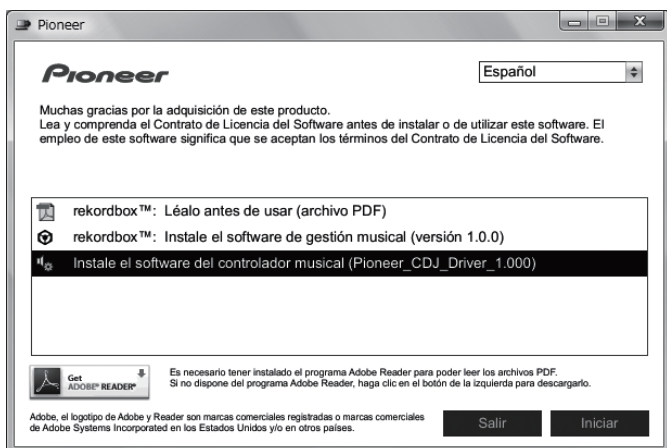 Pioneer
Pioneer
Español
Muchas gracias por la adquisición de este producto.
Lea y comprenda el Contrato de Licencia del Software antes de instalar o de utilizar este software. El
empleo de este software significa que se aceptan los términos del Contrato de Licencia del Software.
rekordbox™: Léalo antes de usar (archivo PDF)
rekordbox™: Instale el software de gestión musical (versión 1.0.0)
Instale el software del controlador musical (Pioneer_CDJ_Driver_1.000)
Get
ADOBE® READER®
Es necesario tener instalado el programa Adobe Reader para poder leer los archivos PDF.
Si no dispone del programa Adobe Reader, haga clic en el botón de la izquierda para descargarlo.
Adobe, el logotipo de Adobe y Reader son marcas comerciales registradas o marcas comerciales
de Adobe Systems Incorporated en los Estados Unidos y/o en otros países.
Salir
Iniciar